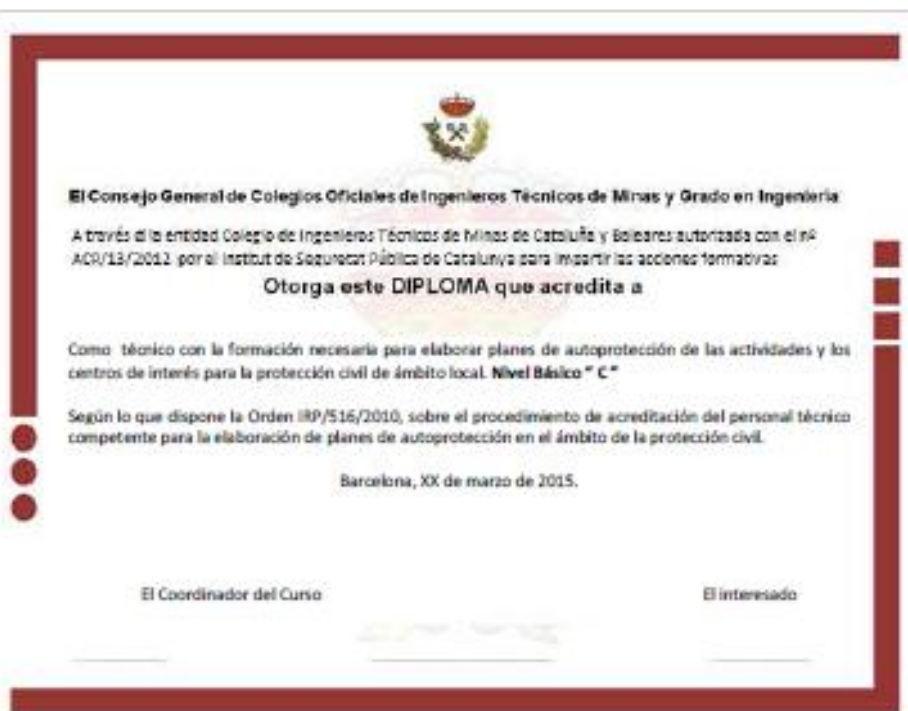 El Consejo General de Colegios Oficiales de Ingenieros Técnicos de Minas y Grado en Ingeniería
A través d la entidad Colegio de Ingenieros Técnicos de Minas de Cataluña y Baleares autorizada con el nº
ACR/13/2012 por el Institut de Seguretat Pública de Catalunya para impartir las acciones formativas
Otorga este DIPLOMA que acredita a
Como técnico con la formación necesaria para elaborar planes de autoprotección de las actividades y los
centros de interés para la protección civil de ámbito local. Nivel Básico " C "
Según lo que dispone la Orden IRP/516/2010, sobre el procedimiento de acreditación del personal técnico
competente para la elaboración de planes de autoprotección en el ámbito de la protección civil.
Barcelona, XX de marzo de 2015.
El Coordinador del Curso
El interesado